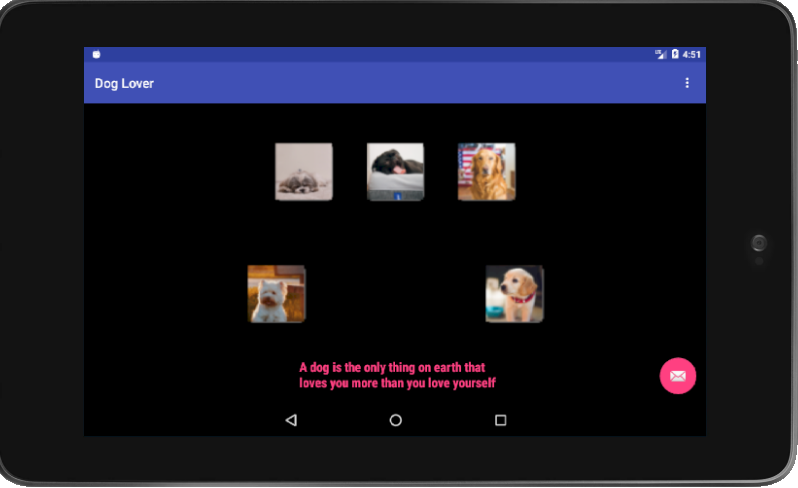 4:51
Dog Lover
A dog is the only thing on earth that
loves you more than you love yourself